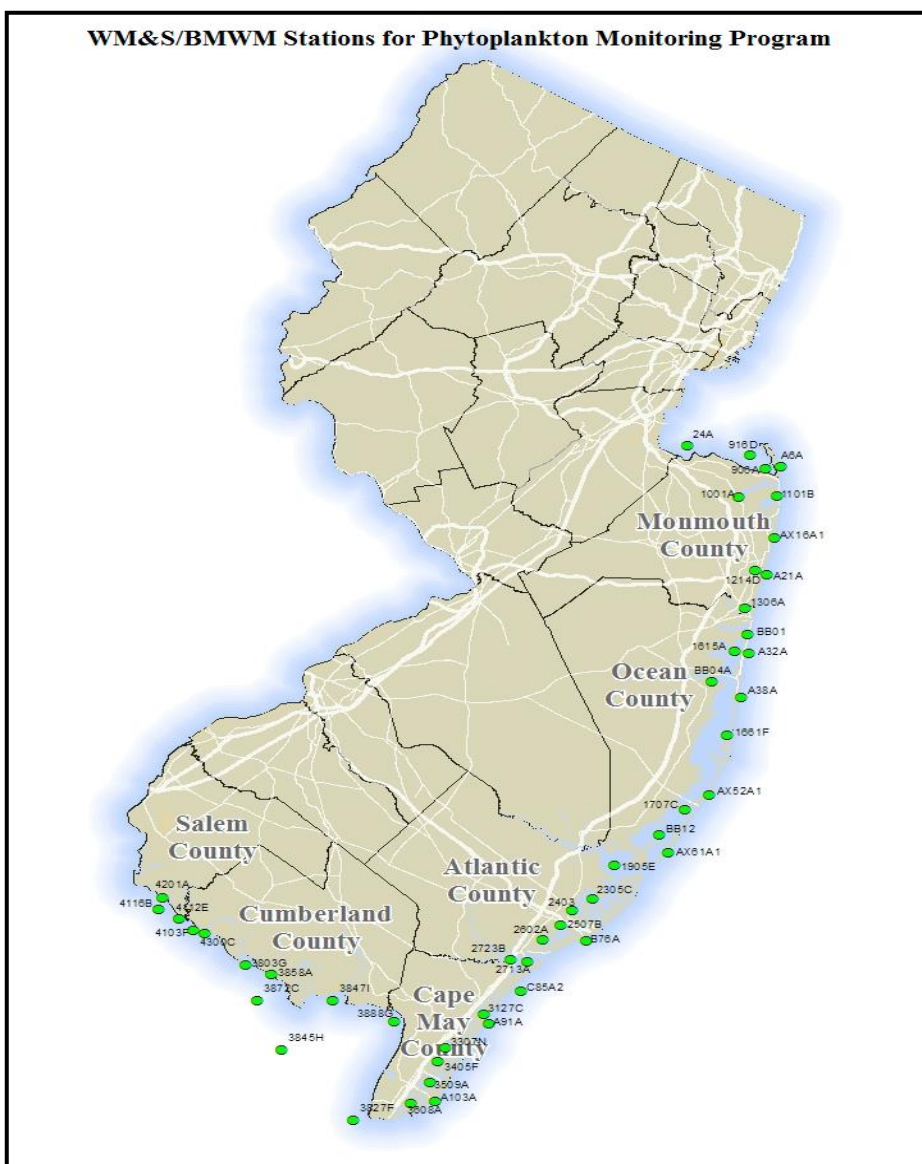 WM&S/BMWM Stations for Phytoplankton Monitoring Program
24A
916D
A6A
906A
1001A
1101B
Monmouth
County
AX16A1
1214D
A21A
1306A
BB01
1615A
A32A
Ocean
County
BB04A
A38A
1661F
AX52A1
1707C
BB12
AX61A1
1905E
Salem
County
Atlantic
County
4201A
4116B
4112E
4103F
4300C
Cumberland
County
2305C
2403
2507B
2602A
B76A
2723B
2713A
3803G
3858A
3872C
3847I
C85A2
Cape
May
County
3127C
A91A
3888G
3845H
3307N
3405F
3509A
A103A
3608A
3827F